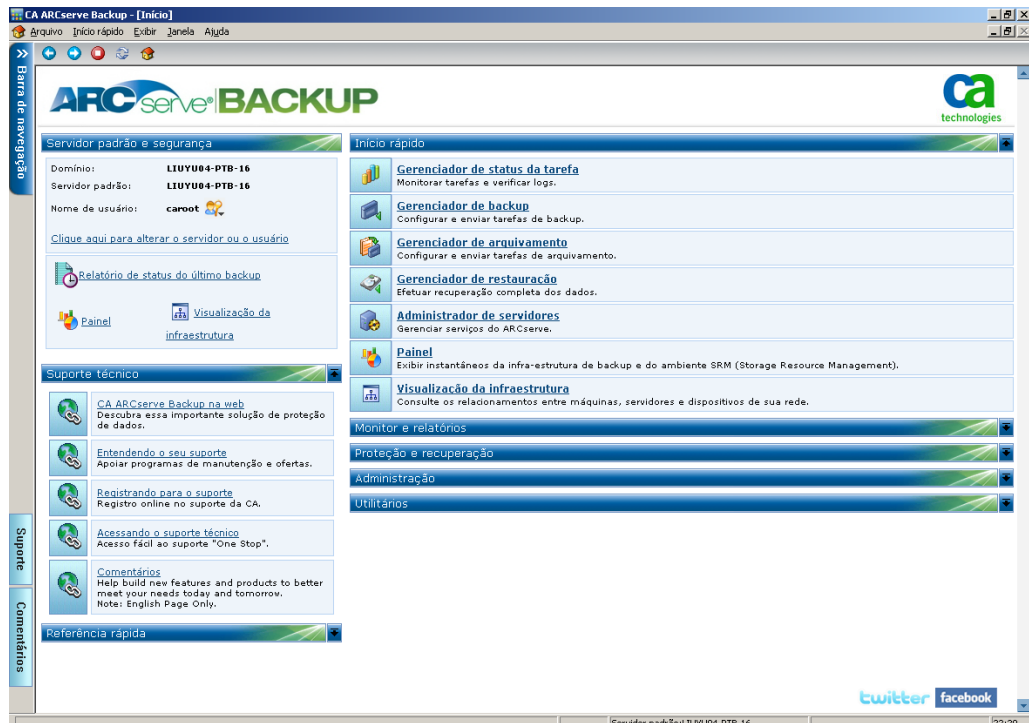 CA ARCserve Backup - [Início]
Arquivo Início rápido Exibir Janela Ajuda
Barra de navegação
ARCserve® BACKUP
ca
technologies
Servidor padrão e segurança
Domínio: LIUYU04-PTB-16
Servidor padrão: LIUYU04-PTB-16
Nome de usuário: caroot
Clique aqui para alterar o servidor ou o usuário
Relatório de status do último backup
Painel
Visualização da
infraestrutura
Suporte técnico
CA ARCserve Backup na web
Descubra essa importante solução de proteção
de dados.
Entendendo o seu suporte
Apoiar programas de manutenção e ofertas.
Registrando para o suporte
Registro online no suporte da CA.
Acessando o suporte técnico
Acesso fácil ao suporte "One Stop".
Comentários
Help build new features and products to better
meet your needs today and tomorrow.
Note: English Page Only.
Referência rápida
Início rápido
Gerenciador de status da tarefa
Monitorar tarefas e verificar logs.
Gerenciador de backup
Configurar e enviar tarefas de backup.
Gerenciador de arquivamento
Configurar e enviar tarefas de arquivamento.
Gerenciador de restauração
Efetuar recuperação completa dos dados.
Administrador de servidores
Gerenciar serviços do ARCserve.
Painel
Exibir instantâneos da infra-estrutura de backup e do ambiente SRM (Storage Resource Management).
Visualização da infraestrutura
Consulte os relacionamentos entre máquinas, servidores e dispositivos de sua rede.
Monitor e relatórios
Proteção e recuperação
Administração
Utilitários
Suporte
Comentários
twitter facebook
Servidor padrão:LIUYU04-PTB-16